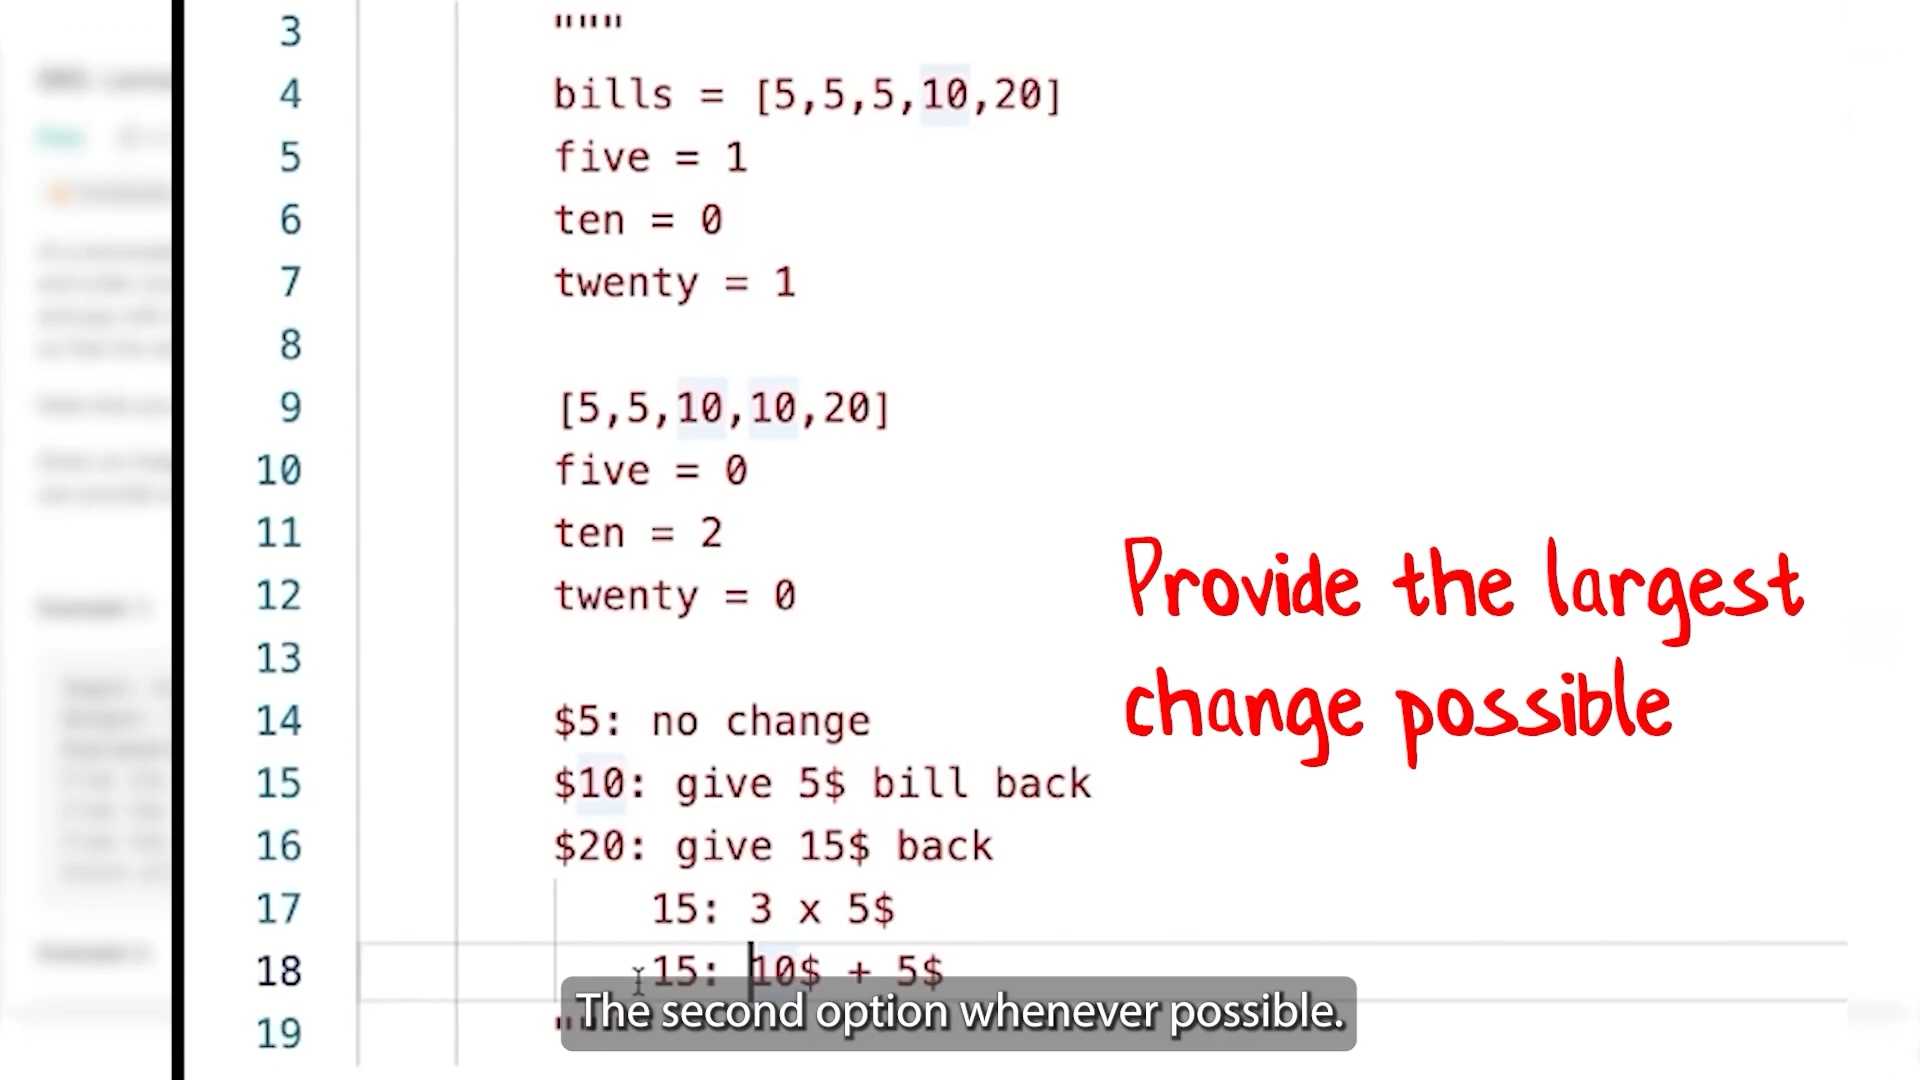 3 """
4 bills = [5,5,5,10,20]
5 five = 1
6 ten = 0
7 twenty = 1
8
9 [5,5,10,10,20]
10 five = 0
11 ten = 2
12 twenty = 0
13
14 $5: no change
15 $10: give 5$ bill back
16 $20: give 15$ back
17 15: 3 x 5$
18 15: 10$ + 5$
19
Provide the largest
change possible
The second option whenever possible.